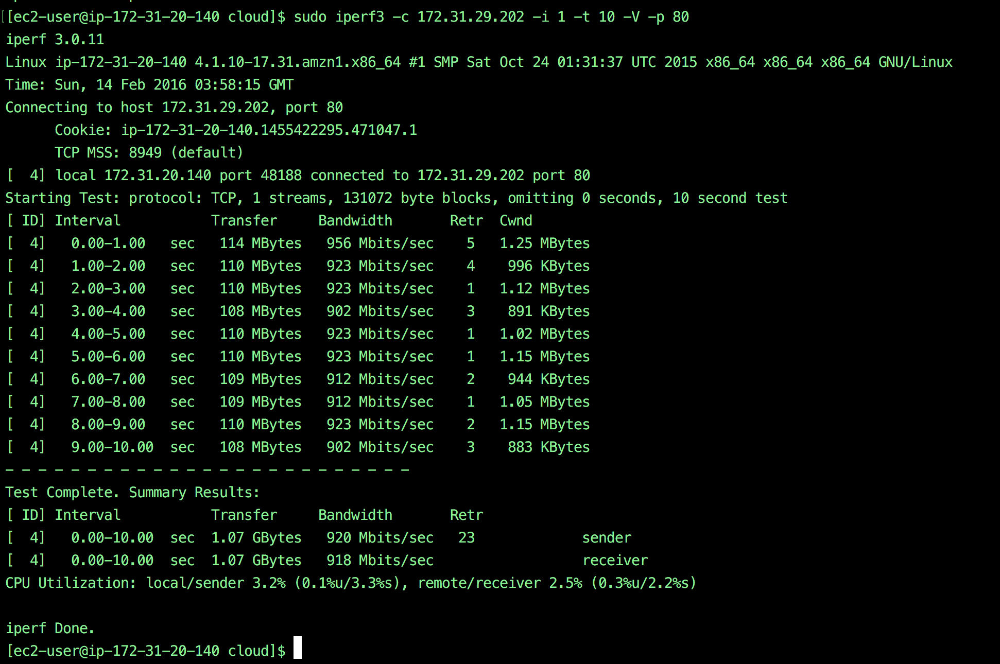 [[ec2-user@ip-172-31-20-140 cloud]$ sudo iperf3 -c 172.31.29.202 -i 1 -t 10 -V -p 80
iperf 3.0.11
Linux ip-172-31-20-140 4.1.10-17.31.amzn1.x86_64 #1 SMP Sat Oct 24 01:31:37 UTC 2015 x86_64 x86_64 x86_64 GNU/Linux
Time: Sun, 14 Feb 2016 03:58:15 GMT
Connecting to host 172.31.29.202, port 80
      Cookie: ip-172-31-20-140.1455422295.471047.1
      TCP MSS: 8949 (default)
[  4] local 172.31.20.140 port 48188 connected to 172.31.29.202 port 80
Starting Test: protocol: TCP, 1 streams, 131072 byte blocks, omitting 0 seconds, 10 second test
[ ID] Interval           Transfer     Bandwidth       Retr  Cwnd
[  4]   0.00-1.00   sec   114 MBytes   956 Mbits/sec    5   1.25 MBytes
[  4]   1.00-2.00   sec   110 MBytes   923 Mbits/sec    4    996 KBytes
[  4]   2.00-3.00   sec   110 MBytes   923 Mbits/sec    1   1.12 MBytes
[  4]   3.00-4.00   sec   108 MBytes   902 Mbits/sec    3    891 KBytes
[  4]   4.00-5.00   sec   110 MBytes   923 Mbits/sec    1   1.02 MBytes
[  4]   5.00-6.00   sec   110 MBytes   923 Mbits/sec    1   1.15 MBytes
[  4]   6.00-7.00   sec   109 MBytes   912 Mbits/sec    2    944 KBytes
[  4]   7.00-8.00   sec   109 MBytes   912 Mbits/sec    1   1.05 MBytes
[  4]   8.00-9.00   sec   110 MBytes   923 Mbits/sec    2   1.15 MBytes
[  4]   9.00-10.00  sec   108 MBytes   902 Mbits/sec    3    883 KBytes
- - - - - - - - - - - - - - - - - - - - - - - - -
Test Complete. Summary Results:
[ ID] Interval           Transfer     Bandwidth       Retr
[  4]   0.00-10.00  sec  1.07 GBytes   920 Mbits/sec   23             sender
[  4]   0.00-10.00  sec  1.07 GBytes   918 Mbits/sec                  receiver
CPU Utilization: local/sender 3.2% (0.1%u/3.3%s), remote/receiver 2.5% (0.3%u/2.2%s)
iperf Done.
[ec2-user@ip-172-31-20-140 cloud]$